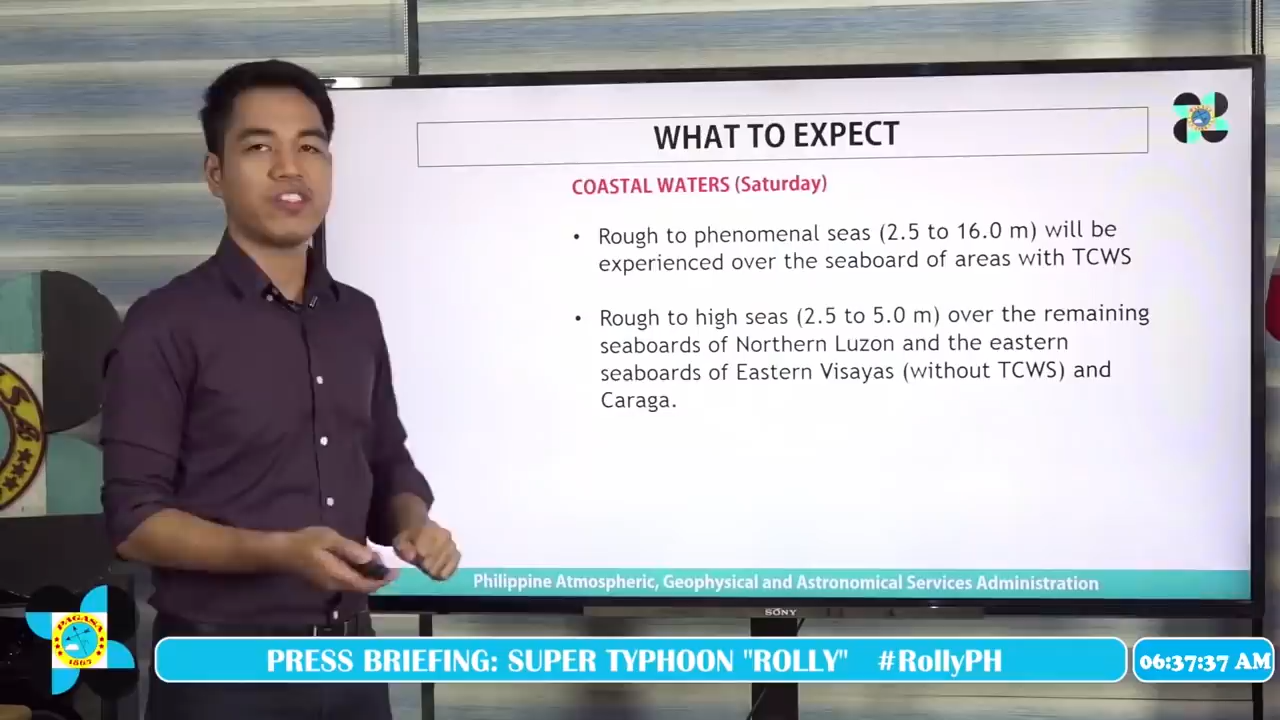 WHAT TO EXPECT
COASTAL WATERS (Saturday)
• Rough to phenomenal seas (2.5 to 16.0 m) will be
experienced over the seaboard of areas with TCWS
• Rough to high seas (2.5 to 5.0 m) over the remaining
seaboards of Northern Luzon and the eastern
seaboards of Eastern Visayas (without TCWS) and
Caraga.
Philippine Atmospheric, Geophysical and Astronomical Services Administration
SONY
PAGASA
1865
PRESS BRIEFING: SUPER TYPHOON "ROLLY" #RollyPH
06:37:37 AM